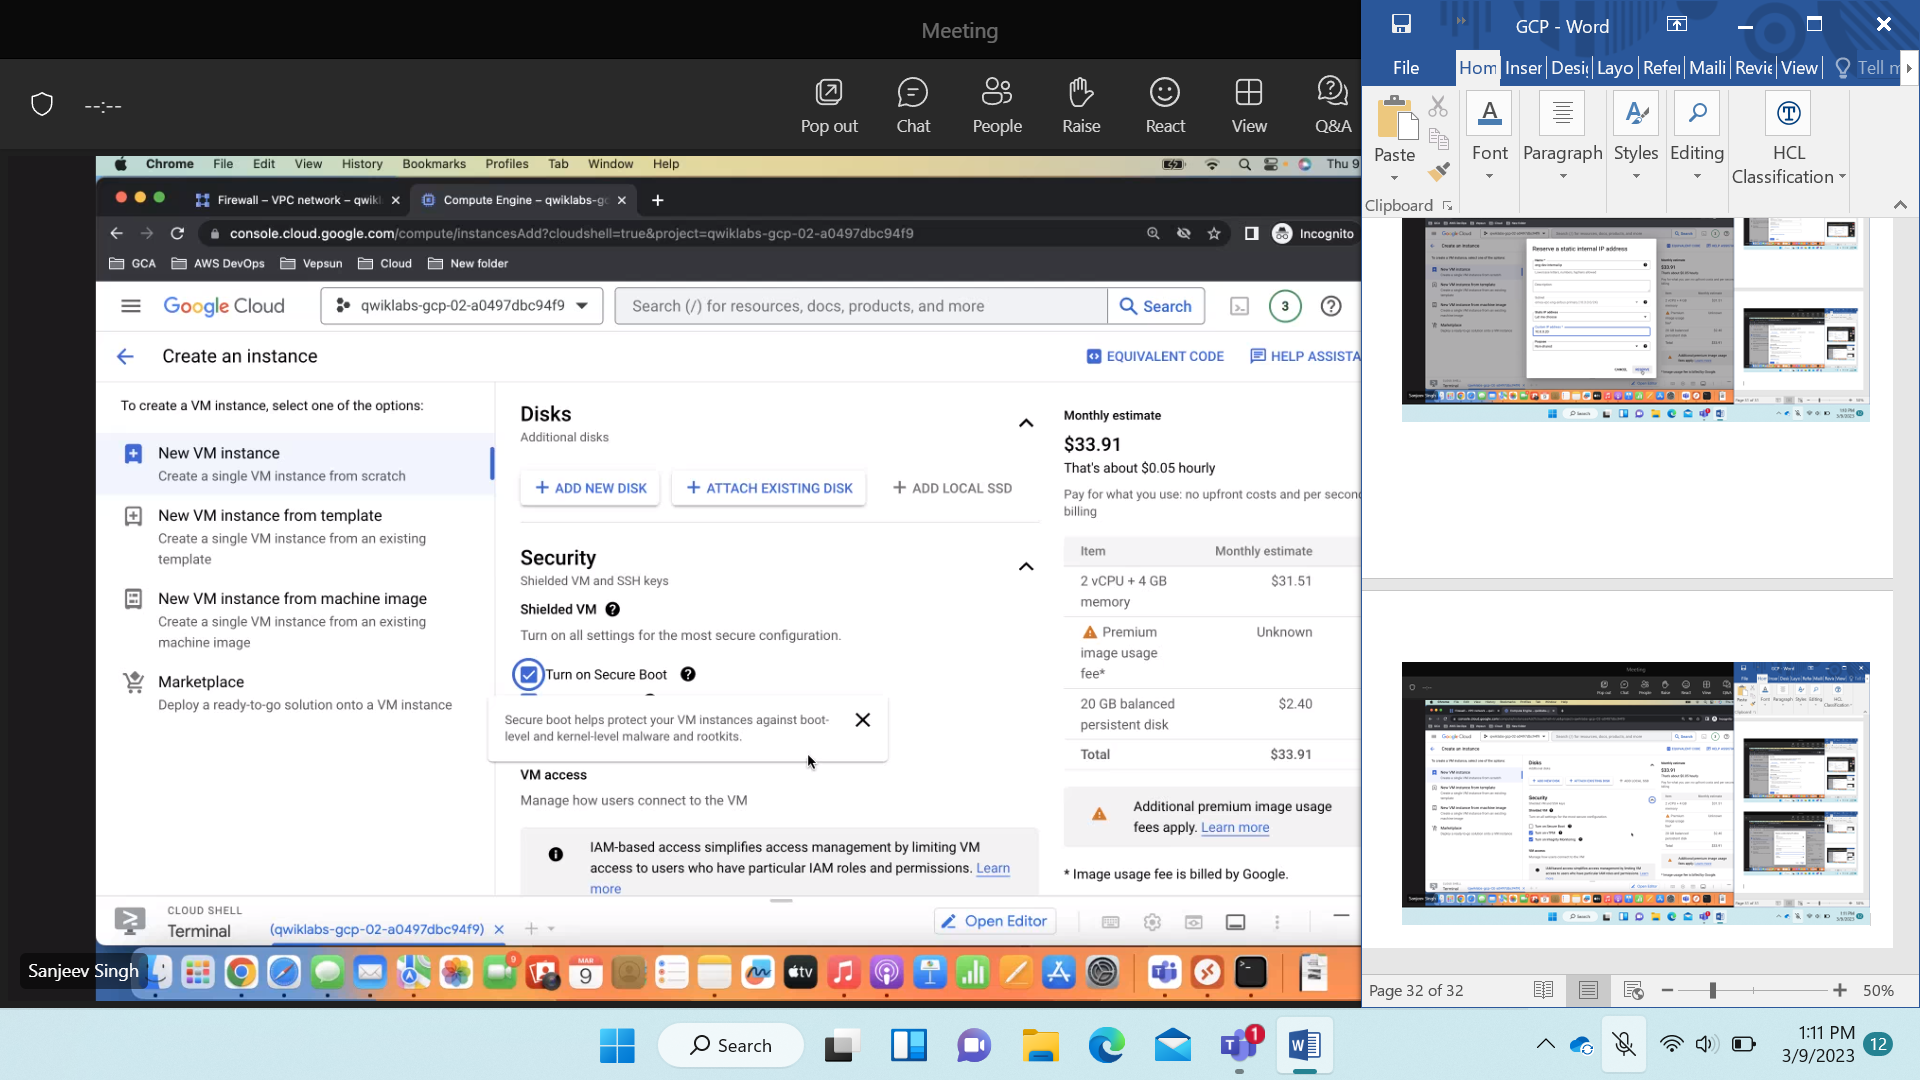 Meeting
--:--
Pop out
Chat
People
Raise
React
View
Q&A
Chrome File Edit View History Bookmarks Profiles Tab Window Help
Thu 9
Firewall – VPC network – qwikl
Compute Engine – qwiklabs-gc
console.cloud.google.com/compute/instancesAdd?cloudshell=true&project=qwiklabs-gcp-02-a0497dbc94f9
Incognito
GCA
AWS DevOps
Vepsun
Cloud
New folder
Google Cloud
qwiklabs-gcp-02-a0497dbc94f9
Search (/) for resources, docs, products, and more
Search
3
Create an instance
EQUIVALENT CODE
HELP ASSISTA
To create a VM instance, select one of the options:
New VM instance
Create a single VM instance from scratch
New VM instance from template
Create a single VM instance from an existing
template
New VM instance from machine image
Create a single VM instance from an existing
machine image
Marketplace
Deploy a ready-to-go solution onto a VM instance
Disks
Additional disks
+ ADD NEW DISK
+ ATTACH EXISTING DISK
+ ADD LOCAL SSD
Security
Shielded VM and SSH keys
Shielded VM
Turn on all settings for the most secure configuration.
Turn on Secure Boot
Secure boot helps protect your VM instances against boot-
level and kernel-level malware and rootkits.
VM access
Manage how users connect to the VM
IAM-based access simplifies access management by limiting VM
access to users who have particular IAM roles and permissions. Learn
more
Monthly estimate
$33.91
That's about $0.05 hourly
Pay for what you use: no upfront costs and per second
billing
Item Monthly estimate
2 vCPU + 4 GB $31.51
memory
Premium Unknown
image usage
fee*
20 GB balanced $2.40
persistent disk
Total $33.91
Additional premium image usage
fees apply. Learn more
* Image usage fee is billed by Google.
CLOUD SHELL
Terminal
(qwiklabs-gcp-02-a0497dbc94f9)
Open Editor
Sanjeev Singh
9
MAR
9
tv
GCP - Word
File
Hom
Inser
Desig
Layo
Refer
Maili
Revie
View
Tell m
Paste
Font
Paragraph
Styles
Editing
HCL
Classification
Clipboard
Reserve a static internal IP address
Page 32 of 32
50%
Search
1
1:11 PM
3/9/2023
12